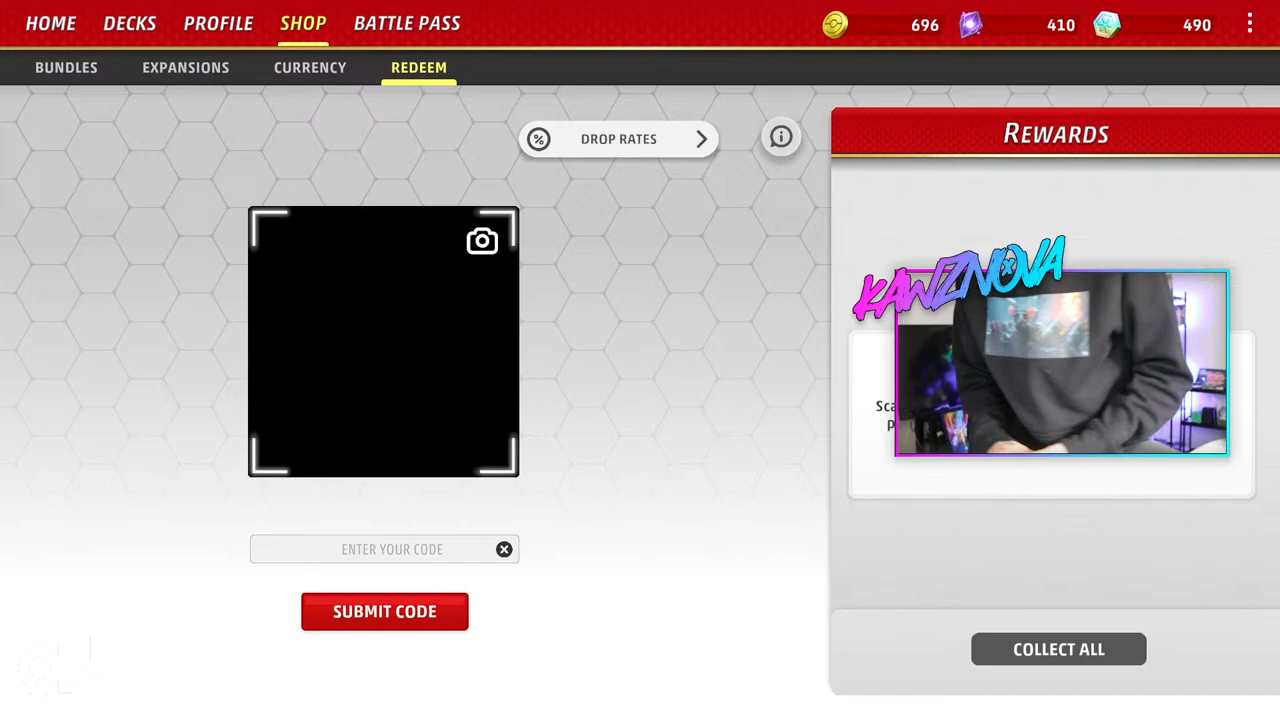 HOME DECKS PROFILE SHOP BATTLE PASS 696 410 490
BUNDLES EXPANSIONS CURRENCY REDEEM
DROP RATES
REWARDS
KAWZNOVA
ENTER YOUR CODE
SUBMIT CODE
COLLECT ALL